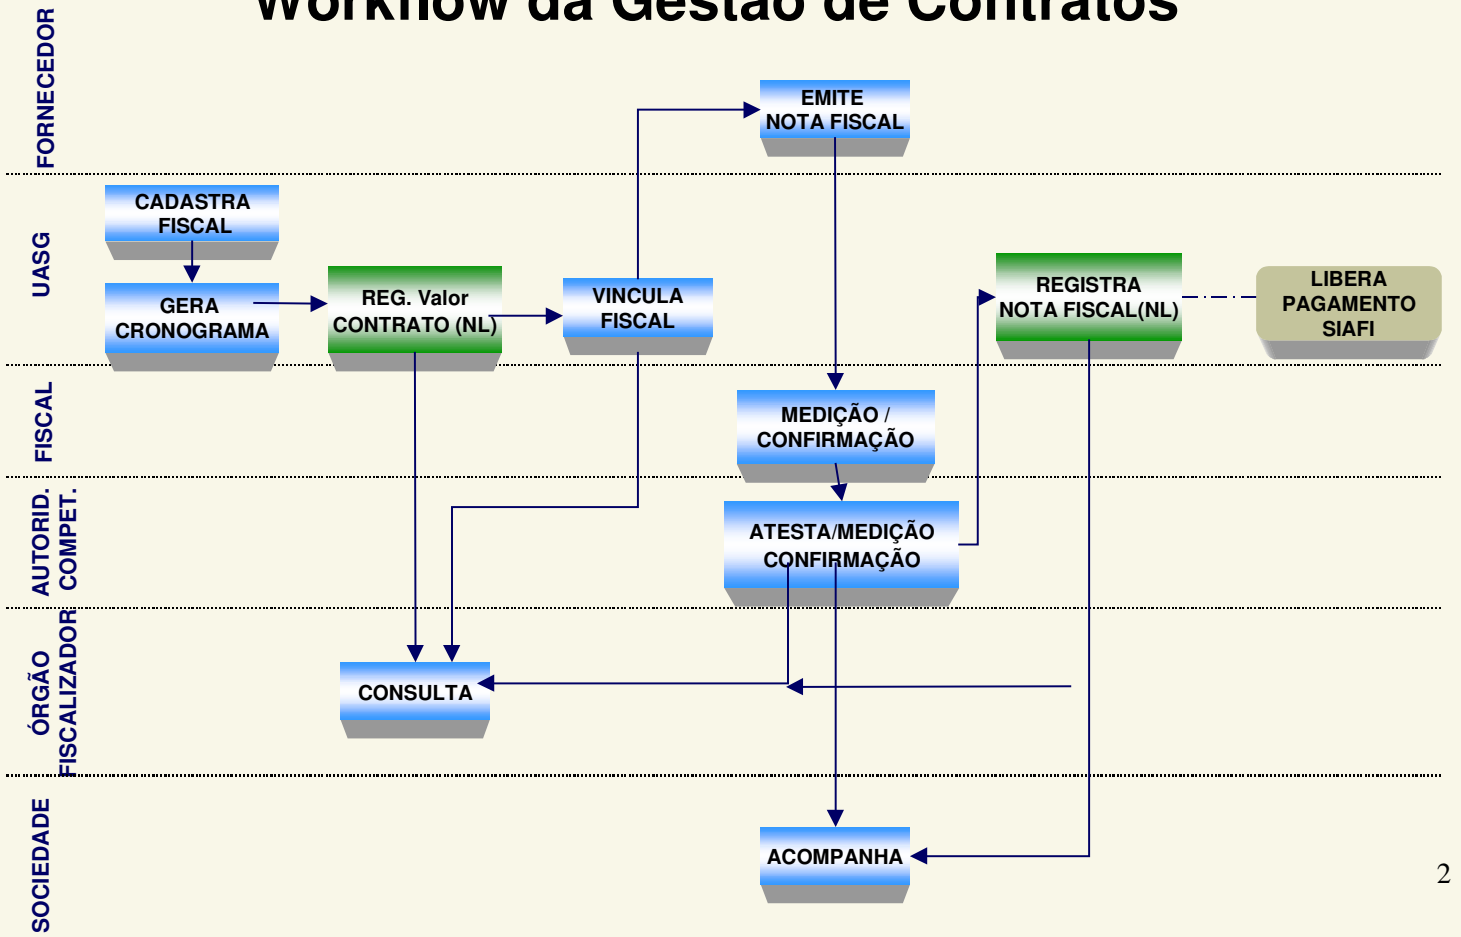 Workflow da Gestão de Contratos
FORNECEDOR
EMITE
NOTA FISCAL
UASG
CADASTRA
FISCAL
GERA
CRONOGRAMA
REG. Valor
CONTRATO (NL)
VINCULA
FISCAL
REGISTRA
NOTA FISCAL(NL)
LIBERA
PAGAMENTO
SIAFI
FISCAL
MEDIÇÃO /
CONFIRMAÇÃO
AUTORID.
COMPET.
ATESTA/MEDIÇÃO
CONFIRMAÇÃO
ÓRGÃO
FISCALIZADOR
CONSULTA
SOCIEDADE
ACOMPANHA
2